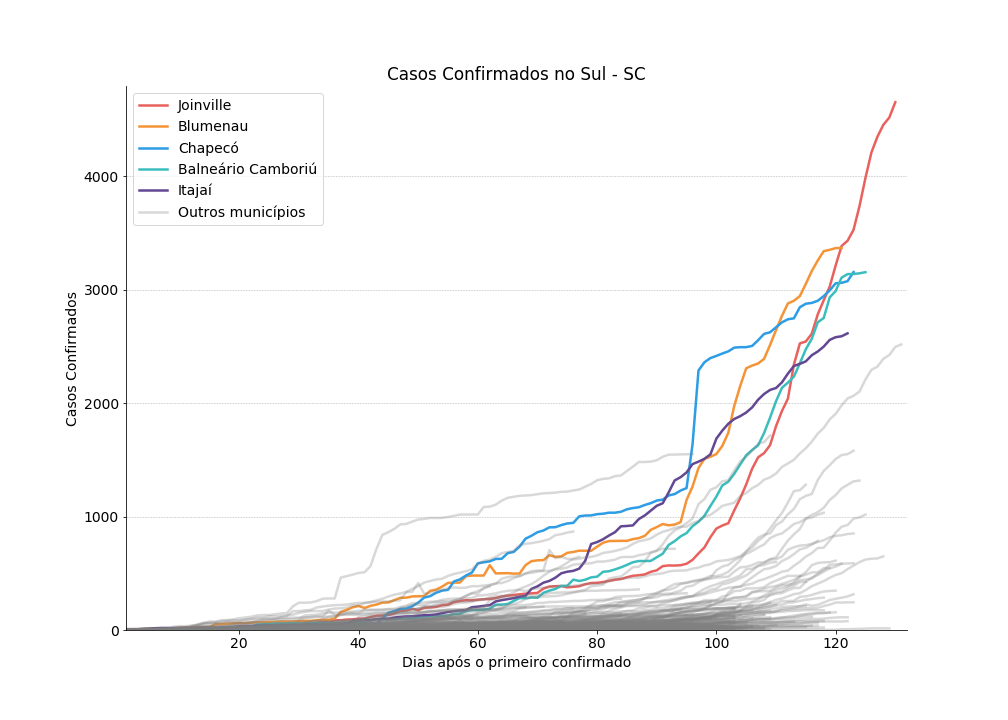 Casos Confirmados no Sul - SC
Joinville
Blumenau
Chapecó
Balneário Camboriú
Itajaí
Outros municípios
Casos Confirmados
4000
3000
2000
1000
0
20
40
60
80
100
120
Dias após o primeiro confirmado